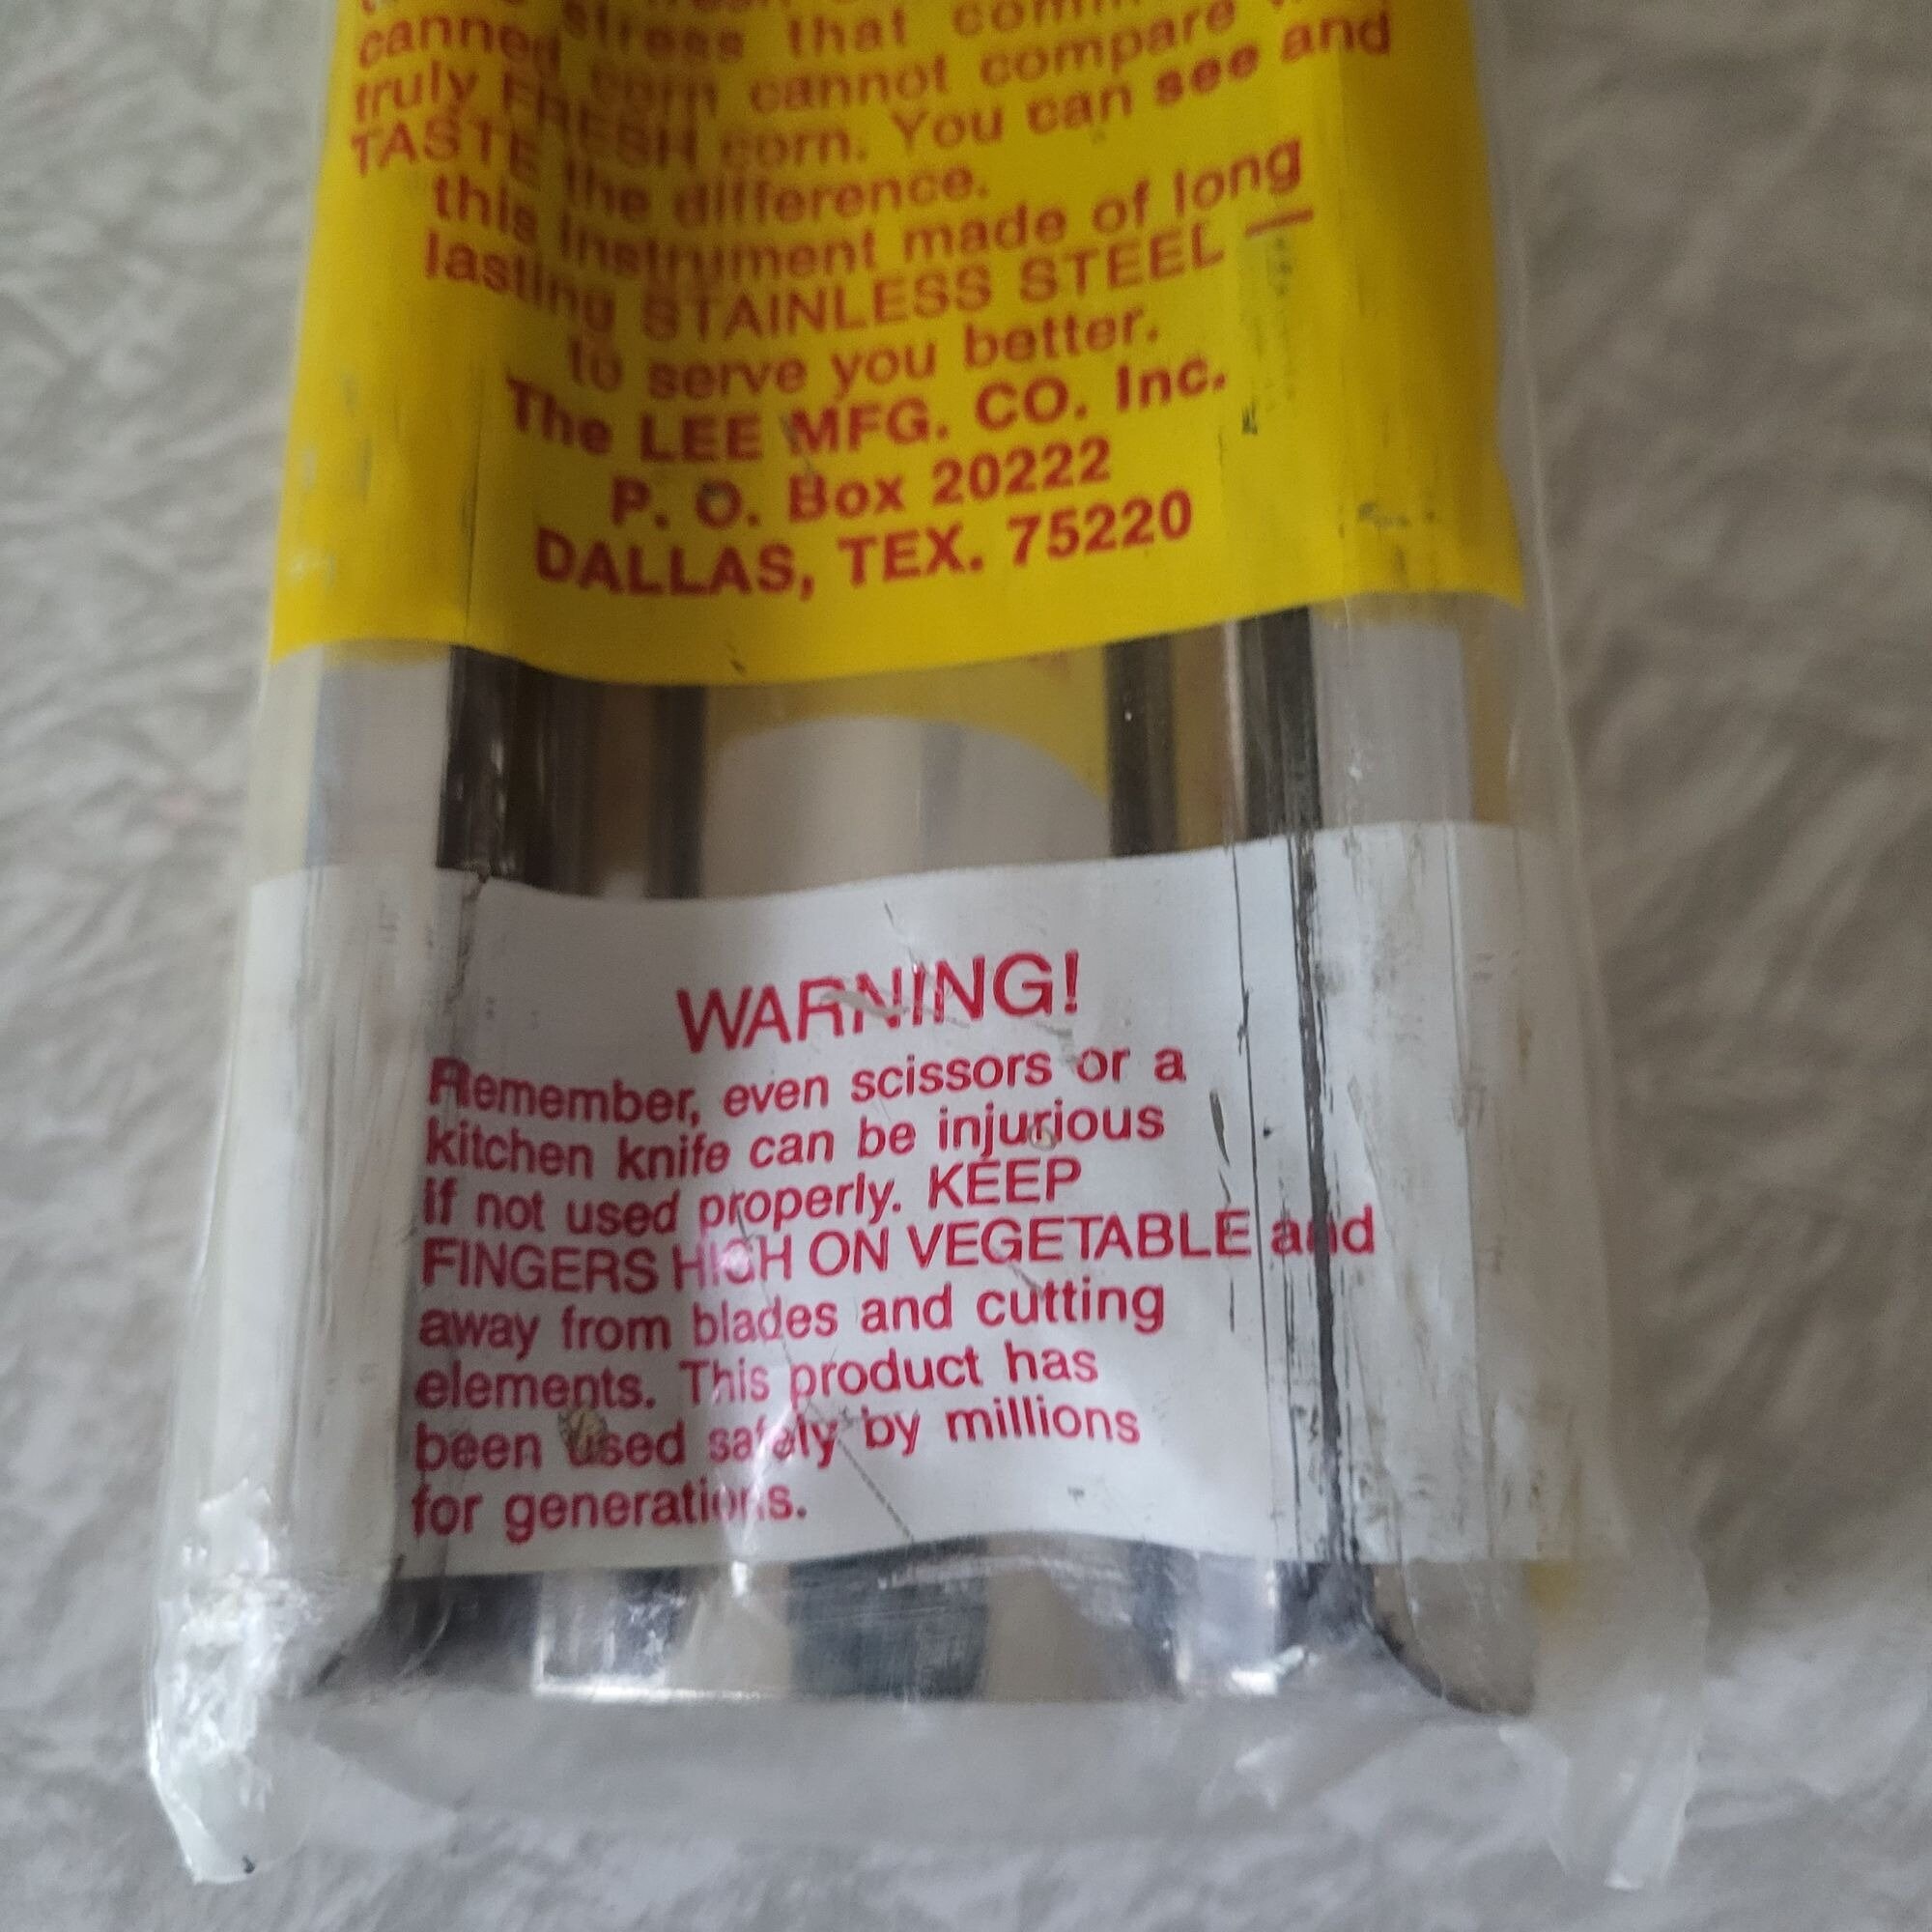 stress that
canned corn cannot compare
truly FRESH corn. You can see and
TASTE the difference.
this instrument made of long
lasting STAINLESS STEEL —
to serve you better.
The LEE MFG. CO. Inc.
P. O. Box 20222
DALLAS, TEX. 75220
WARNING!
Remember, even scissors or a
kitchen knife can be injurious
if not used properly. KEEP
FINGERS HIGH ON VEGETABLE and
away from blades and cutting
elements. This product has
been used safely by millions
for generations.